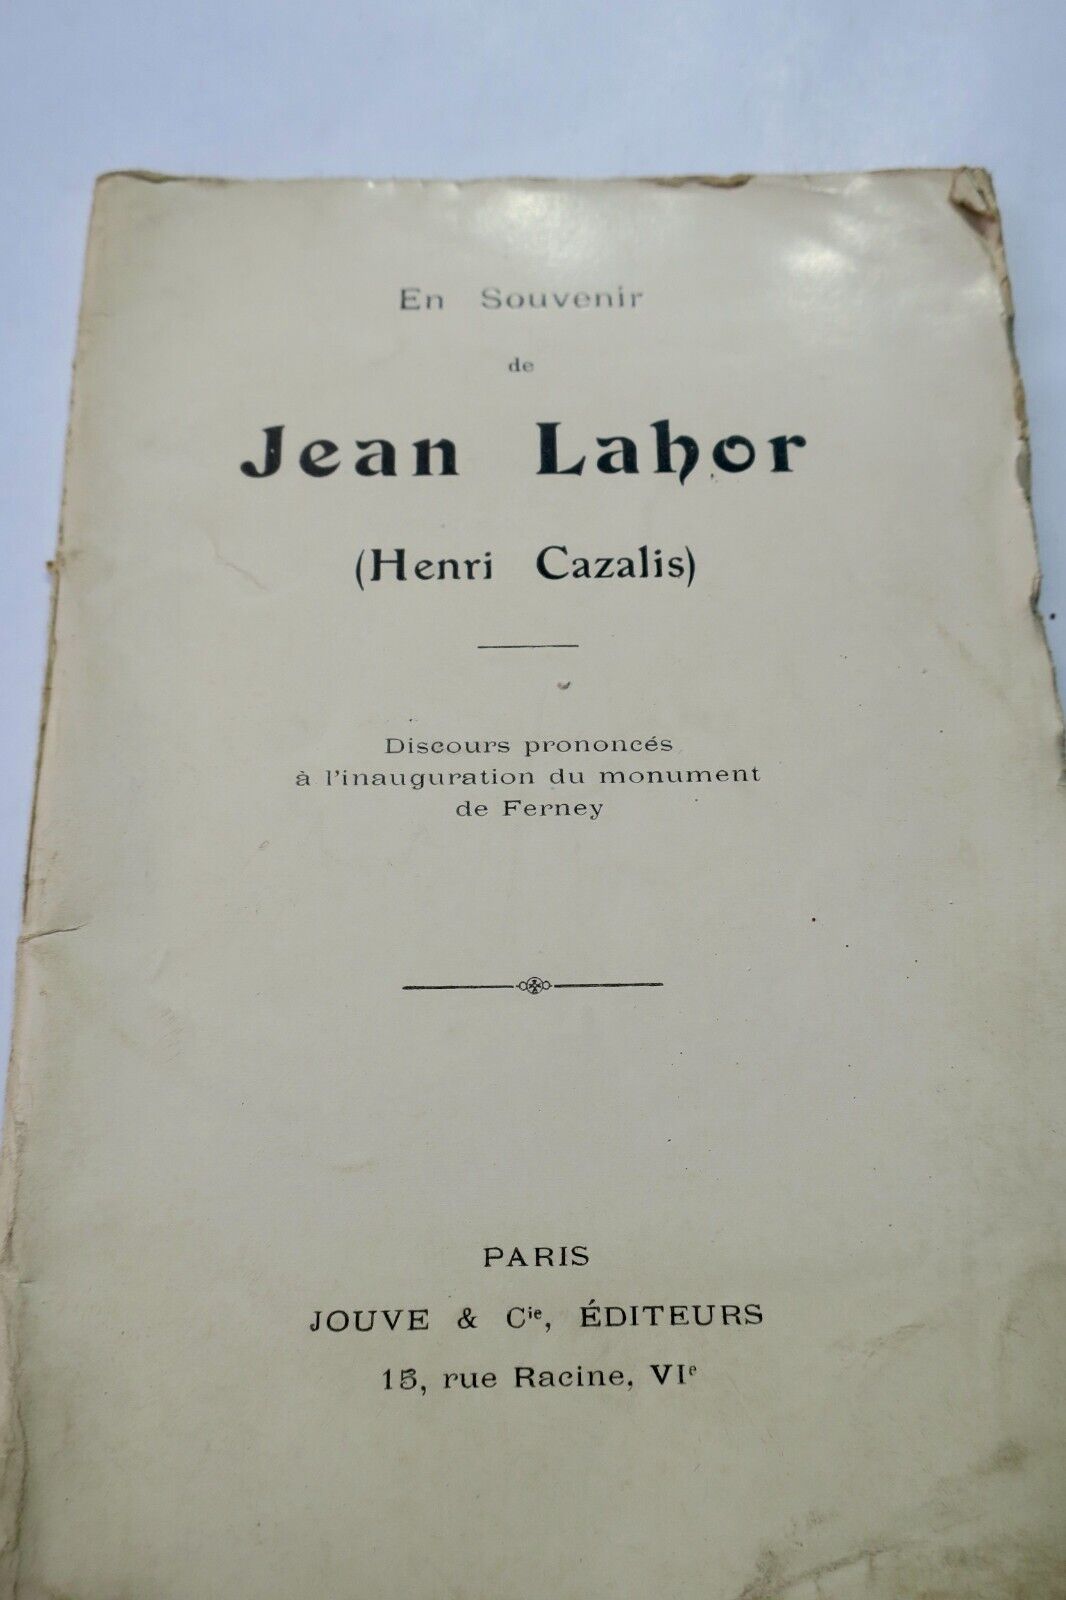 En Souvenir
de
Jean Lahor
(Henri Cazalis)
Discours prononcés
à l'inauguration du monument
de Ferney
PARIS
JOUVE & Cie, ÉDITEURS
15, rue Racine, VIe